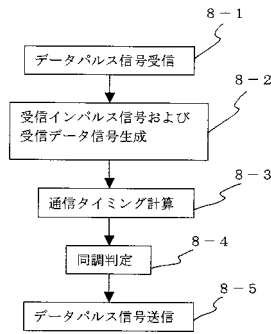 8-1
データパルス信号受信
8-2
受信インパルス信号および
受信データ信号生成
8-3
通信タイミング計算
8-4
同調判定
8-5
データパルス信号送信